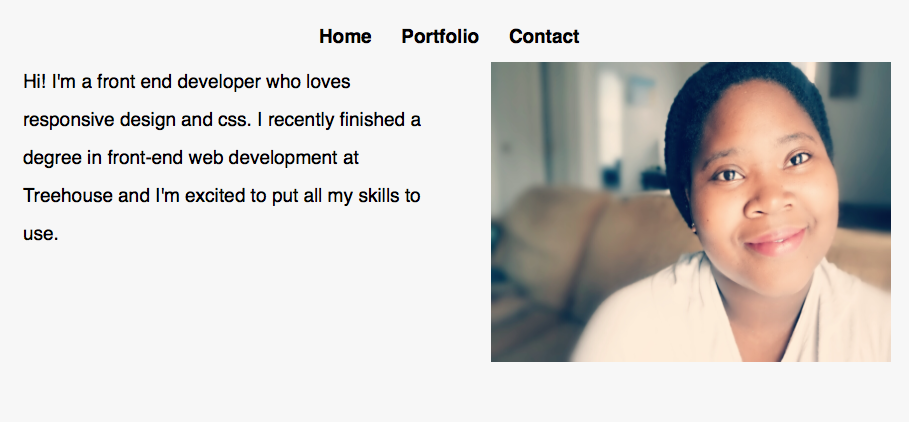 Home Portfolio Contact
Hi! I'm a front end developer who loves
responsive design and css. I recently finished a
degree in front-end web development at
Treehouse and I'm excited to put all my skills to
use.